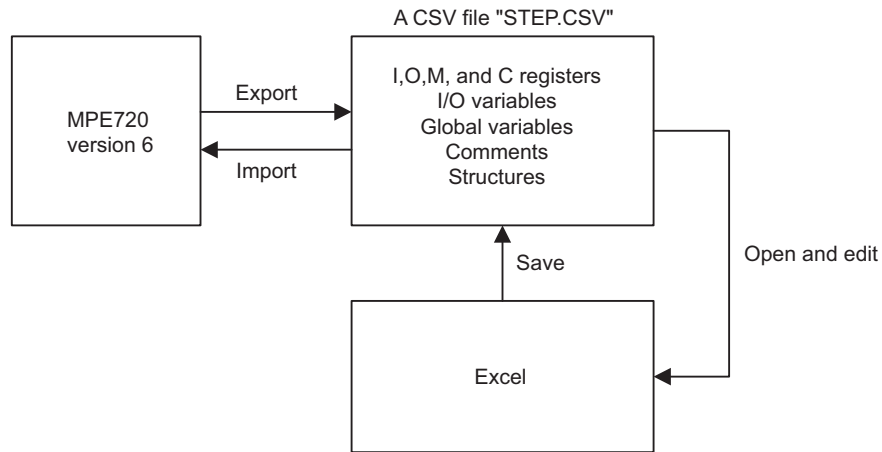 A CSV file "STEP.CSV"
MPE720
version 6
Export
Import
I,O,M, and C registers
I/O variables
Global variables
Comments
Structures
Save
Open and edit
Excel